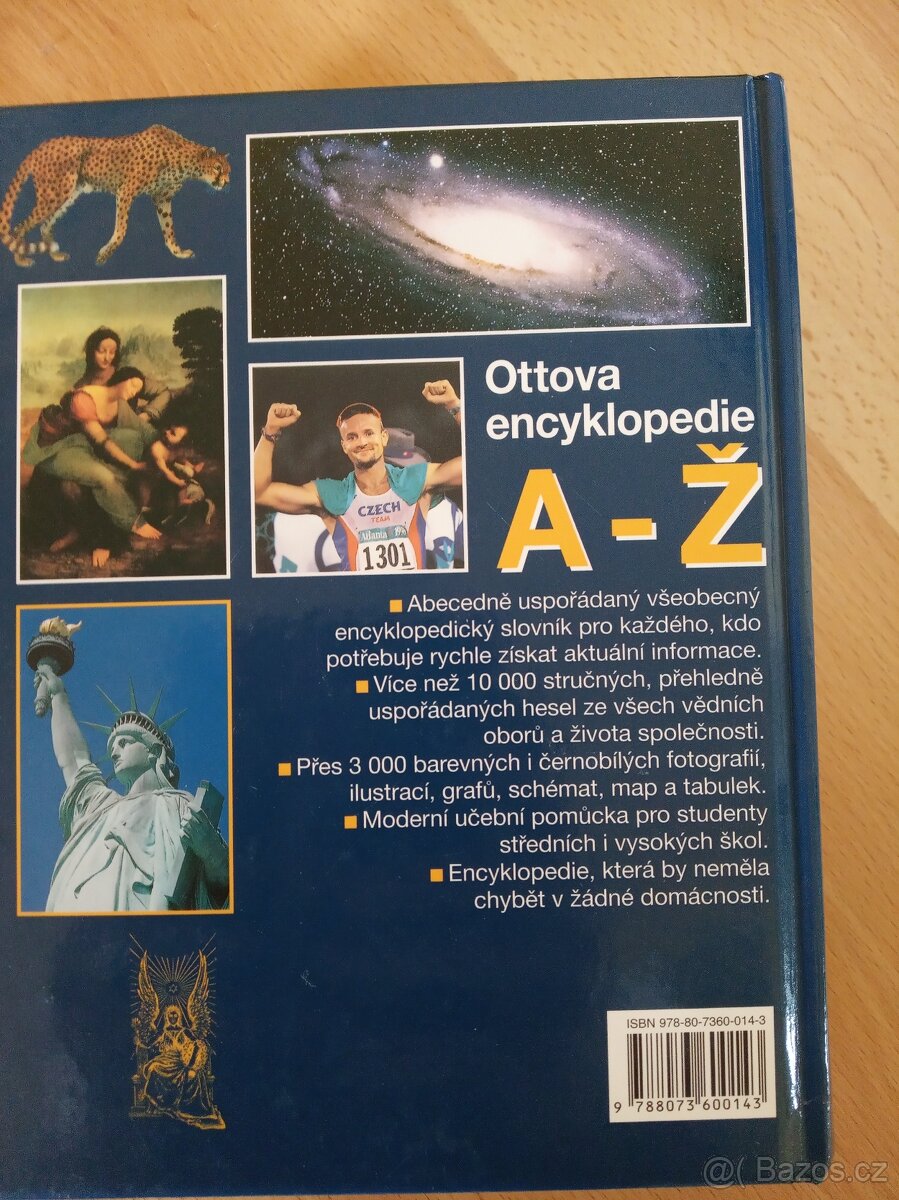 Ottova
encyklopedie
A - Ž
CZECH
TEAM
Atlanta
1301
■ Abecedně uspořádaný všeobecný
encyklopedický slovník pro každého, kdo
potřebuje rychle získat aktuální informace.
■ Více než 10 000 stručných, přehledně
uspořádaných hesel ze všech vědních
oborů a života společnosti.
■ Přes 3 000 barevných i černobílých fotografií,
ilustrací, grafů, schémat, map a tabulek.
■ Moderní učební pomůcka pro studenty
středních i vysokých škol.
■ Encyklopedie, která by neměla
chybět v žádné domácnosti.
ISBN 978-80-7360-014-3
9 788073 600143
@( Bazos.cz